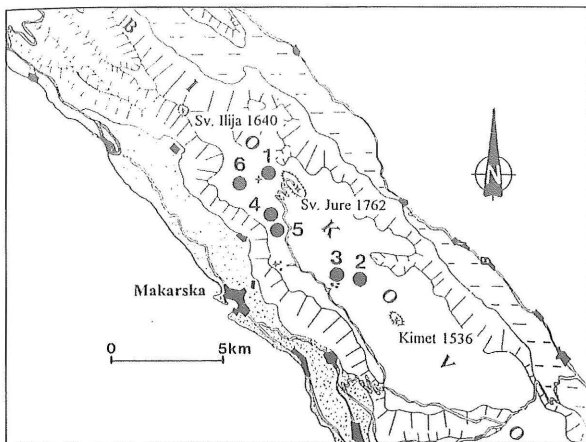 B
I
Sv. Ilija 1640
O
N
6 1
Sv. Jure 1762
4
K
5
3 2
Makarska
O
0 5km
Kimet 1536
V
O